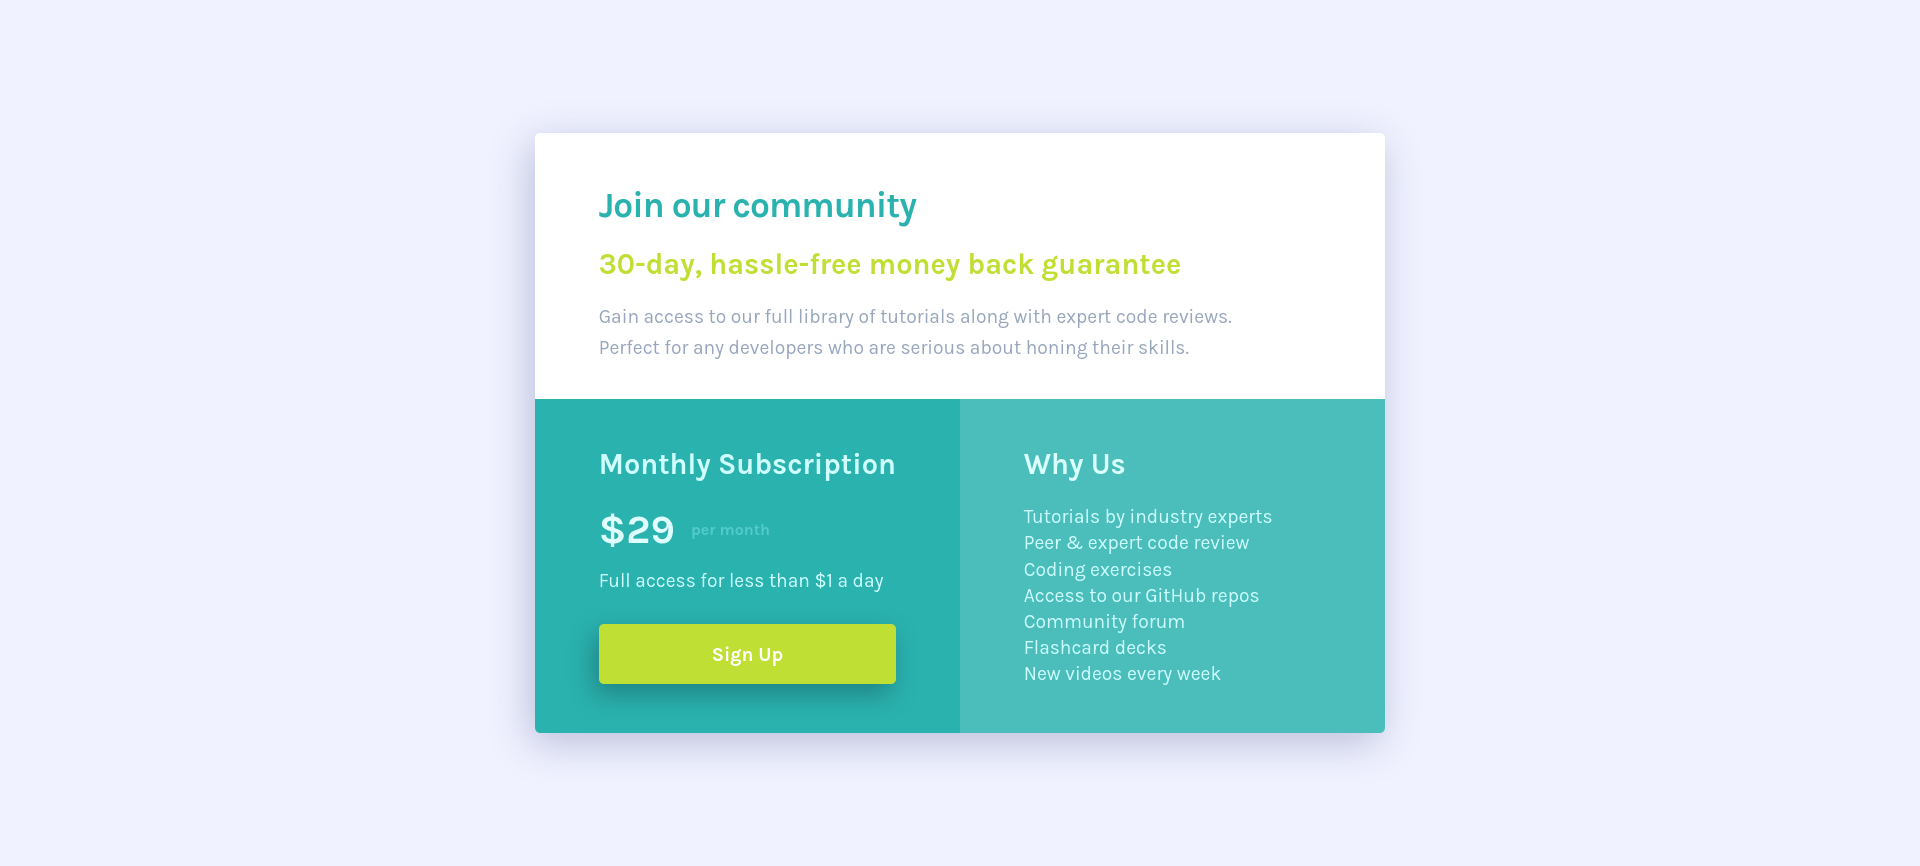 Join our community
30-day, hassle-free money back guarantee
Gain access to our full library of tutorials along with expert code reviews.
Perfect for any developers who are serious about honing their skills.
Monthly Subscription
$29 per month
Full access for less than $1 a day
Sign Up
Why Us
Tutorials by industry experts
Peer & expert code review
Coding exercises
Access to our GitHub repos
Community forum
Flashcard decks
New videos every week